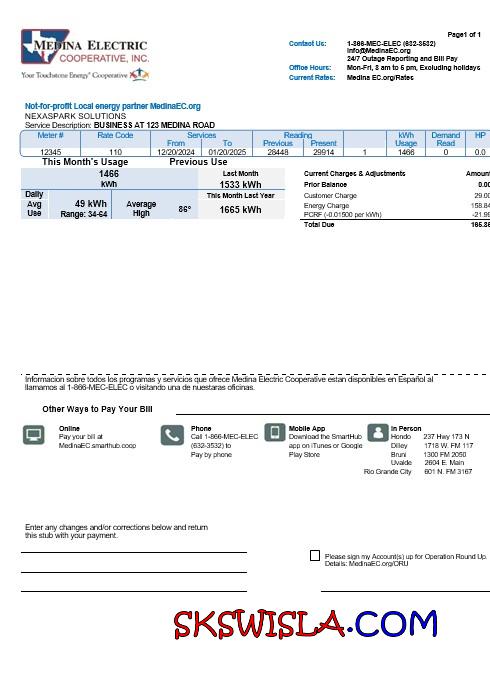 Page1 of 1
MEDINA ELECTRIC
COOPERATIVE, INC.
Your Touchstone Energy® Cooperative
Contact Us: 1-866-MEC-ELEC (632-3532)
info@MedinaEC.org
24/7 Outage Reporting and Bill Pay
Office Hours: Mon-Fri, 8 am to 5 pm, Excluding holidays
Current Rates: Medina EC.org/Rates
Not-for-profit Local energy partner MedinaEC.org
NEXASPARK SOLUTIONS
Service Description: BUSINESS AT 123 MEDINA ROAD
Meter # Rate Code Services Reading kWh Demand HP
From To Previous Present Usage Read
12345 110 12/20/2024 01/20/2025 28448 29914 1 1466 0 0.0
This Month's Usage Previous Use
1466 Last Month
kWh 1533 kWh
Daily This Month Last Year
Avg 49 kWh Average 86° 1665 kWh
Use Range: 34-64 High
Current Charges & Adjustments Amoun
Prior Balance 0.00
Customer Charge 29.00
Energy Charge 158.84
PCRF (-0.01500 per kWh) -21.99
Total Due
Informacion sobre todos los programas y servicios que ofrece Medina Electric Cooperative estan disponibles en Español al
llamarnos al 1-866-MEC-ELEC o visitando una de nuestaras oficinas.
Other Ways to Pay Your Bill
Online
Pay your bill at
MedinaEC.smarthub.coop
Phone
Call 1-866-MEC-ELEC
(632-3532) to
Pay by phone
Mobile App
Download the SmartHub
app on iTunes or Google
Play Store
In Person
Hondo 237 Hwy 173 N
Dilley 1718 W. FM 117
Bruni 1300 FM 2050
Uvalde 2604 E. Main
Rio Grande City 601 N. FM 3167
Enter any changes and/or corrections below and return
this stub with your payment.
Please sign my Account(s) up for Operation Round Up.
Details: MedinaEC.org/ORU
SKSWISLA.COM